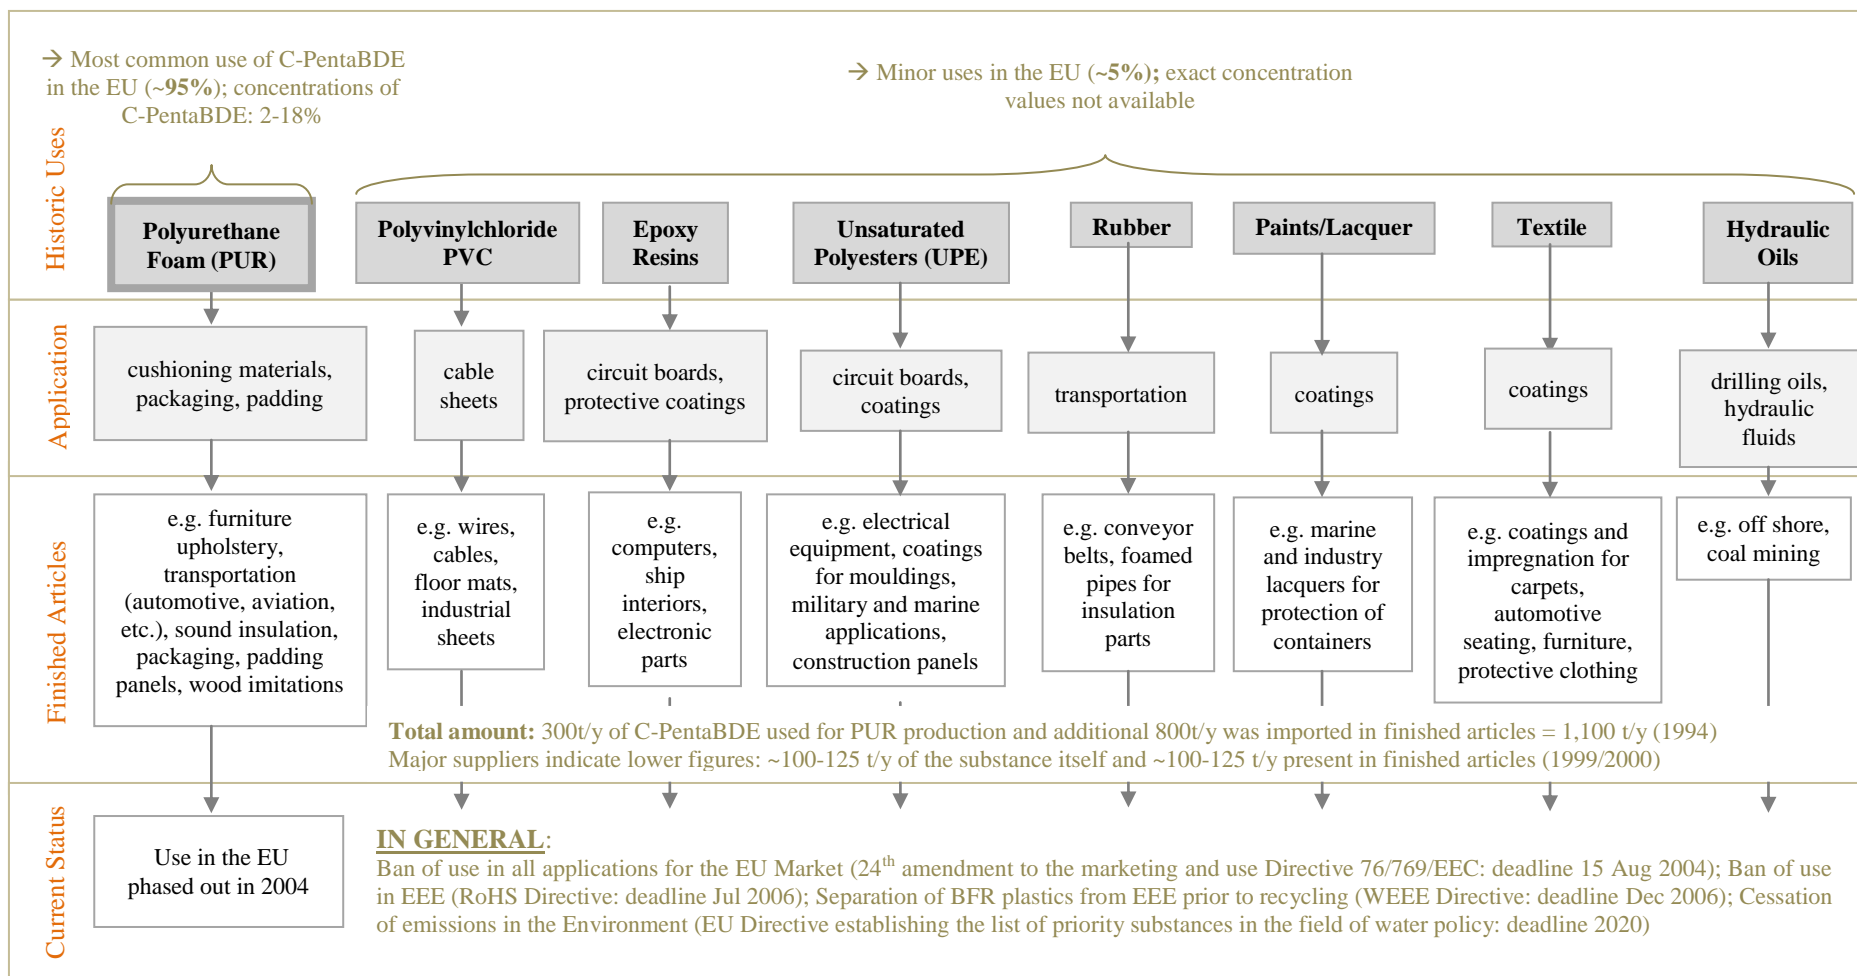 → Most common use of C-PentaBDE
in the EU (~95%); concentrations of
C-PentaBDE: 2-18%
→ Minor uses in the EU (~5%); exact concentration
values not available
Historic Uses
Polyurethane
Foam (PUR)
Polyvinylchloride
PVC
Epoxy
Resins
Unsaturated
Polyesters (UPE)
Rubber
Paints/Lacquer
Textile
Hydraulic
Oils
Application
cushioning materials,
packaging, padding
cable
sheets
circuit boards,
protective coatings
circuit boards,
coatings
transportation
coatings
coatings
drilling oils,
hydraulic
fluids
Finished Articles
e.g. furniture
upholstery,
transportation
(automotive, aviation,
etc.), sound insulation,
packaging, padding
panels, wood imitations
e.g. wires,
cables,
floor mats,
industrial
sheets
e.g.
computers,
ship
interiors,
electronic
parts
e.g. electrical
equipment, coatings
for mouldings,
military and marine
applications,
construction panels
e.g. conveyor
belts, foamed
pipes for
insulation
parts
e.g. marine
and industry
lacquers for
protection of
containers
e.g. coatings and
impregnation for
carpets,
automotive
seating, furniture,
protective clothing
e.g. off shore,
coal mining
Total amount: 300t/y of C-PentaBDE used for PUR production and additional 800t/y was imported in finished articles = 1,100 t/y (1994)
Major suppliers indicate lower figures: ~100-125 t/y of the substance itself and ~100-125 t/y present in finished articles (1999/2000)
Current Status
Use in the EU
phased out in 2004
IN GENERAL:
Ban of use in all applications for the EU Market (24th amendment to the marketing and use Directive 76/769/EEC: deadline 15 Aug 2004); Ban of use
in EEE (RoHS Directive: deadline Jul 2006); Separation of BFR plastics from EEE prior to recycling (WEEE Directive: deadline Dec 2006); Cessation
of emissions in the Environment (EU Directive establishing the list of priority substances in the field of water policy: deadline 2020)